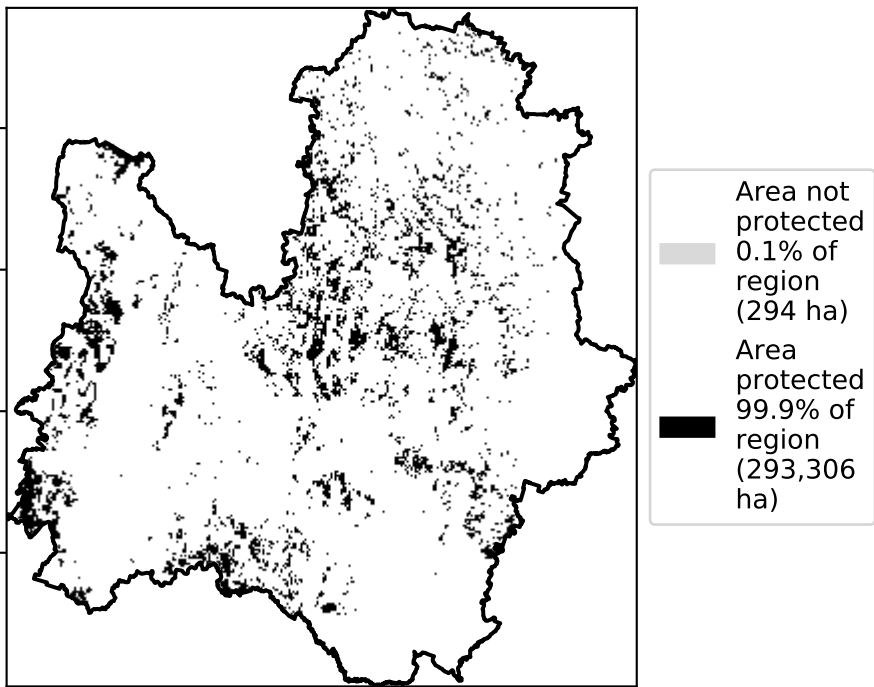 Area not
protected
0.1% of
region
(294 ha)
Area
protected
99.9% of
region
(293,306
ha)